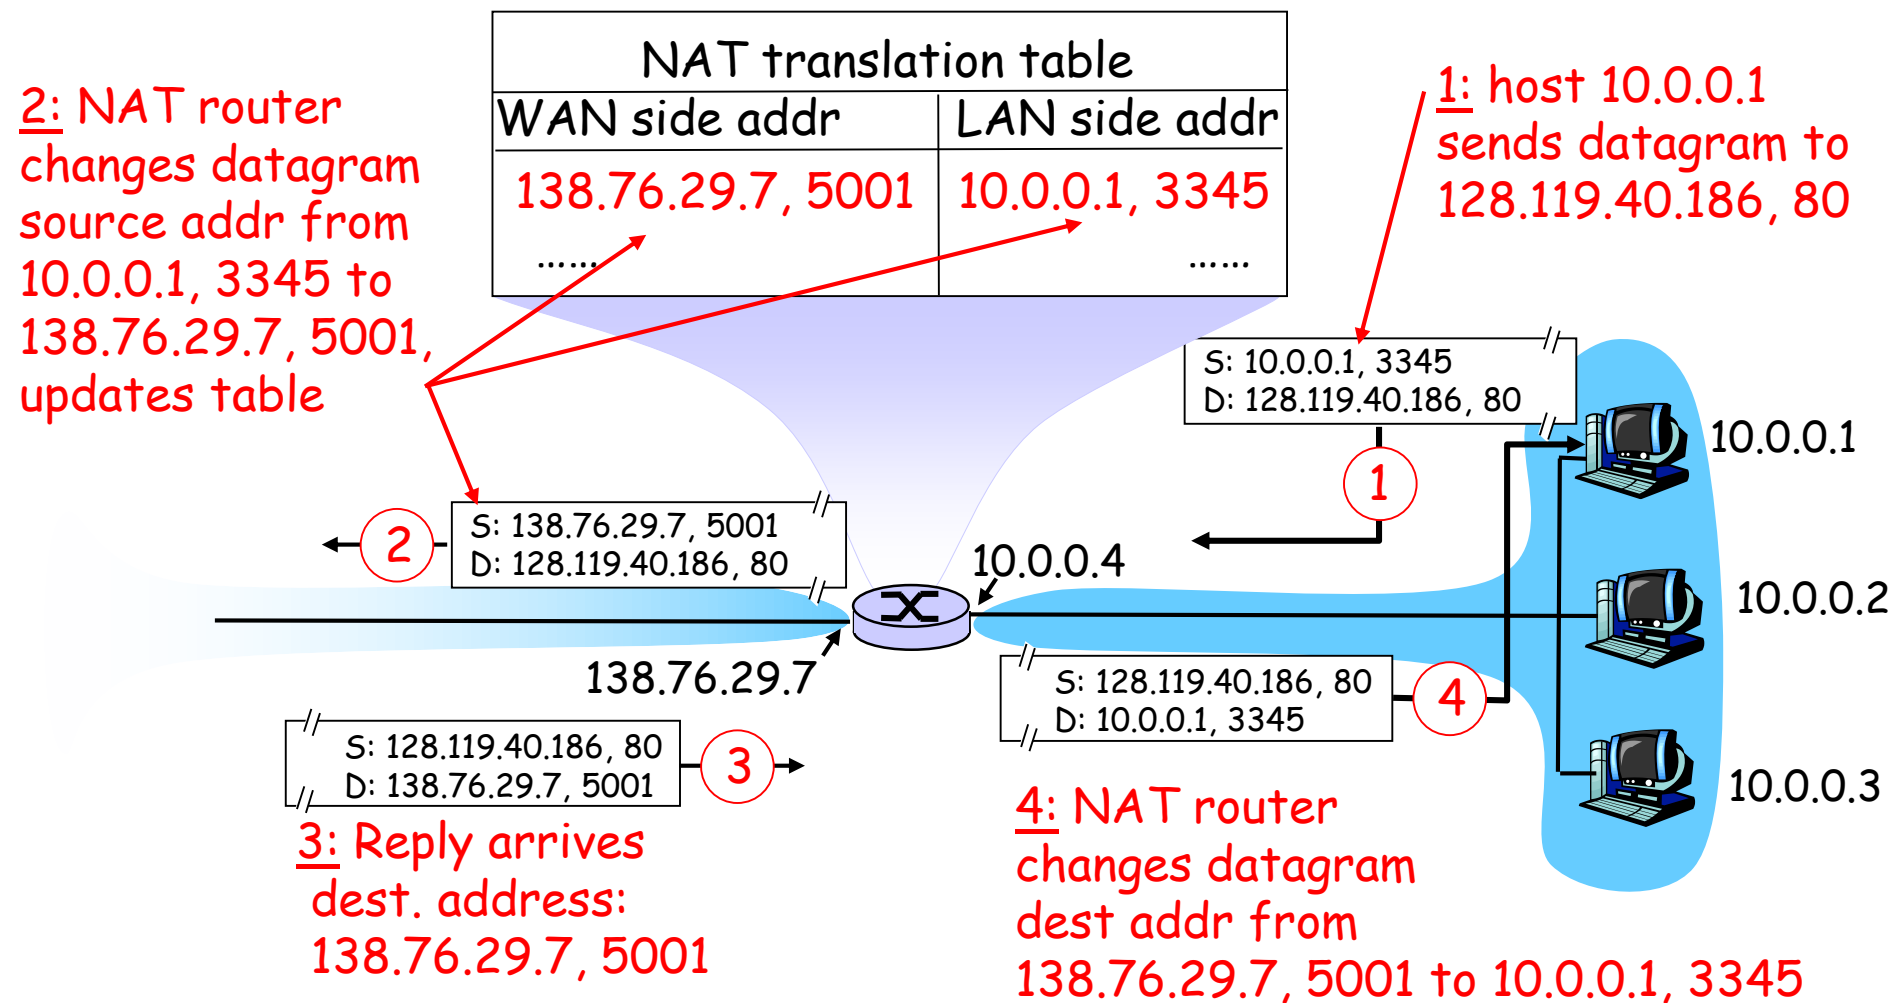 NAT translation table
WAN side addr LAN side addr
138.76.29.7, 5001 10.0.0.1, 3345
...... ......
2: NAT router
changes datagram
source addr from
10.0.0.1, 3345 to
138.76.29.7, 5001,
updates table
1: host 10.0.0.1
sends datagram to
128.119.40.186, 80
S: 10.0.0.1, 3345
D: 128.119.40.186, 80
1
10.0.0.1
S: 138.76.29.7, 5001
D: 128.119.40.186, 80
2
10.0.0.4
10.0.0.2
138.76.29.7
S: 128.119.40.186, 80
D: 10.0.0.1, 3345
4
S: 128.119.40.186, 80
D: 138.76.29.7, 5001
3
10.0.0.3
3: Reply arrives
dest. address:
138.76.29.7, 5001
4: NAT router
changes datagram
dest addr from
138.76.29.7, 5001 to 10.0.0.1, 3345